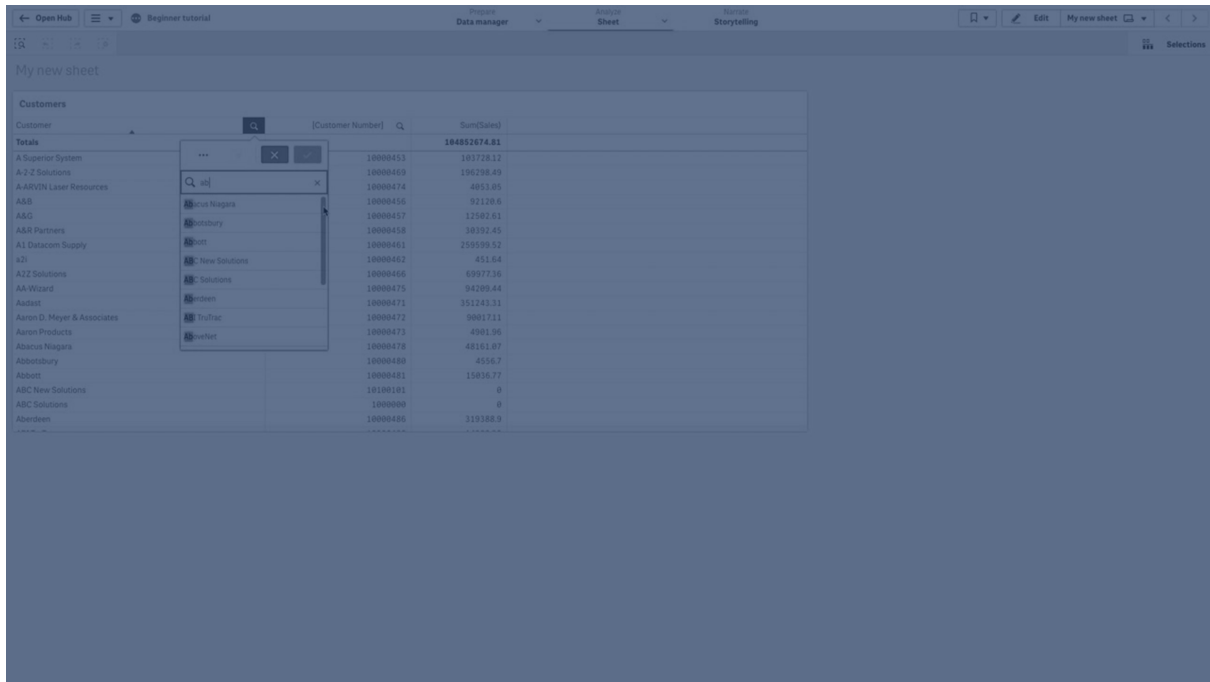 Open Hub
Beginner tutorial
Prepare
Data manager
Analyze
Sheet
Narrate
Storytelling
Edit
My new sheet
Selections
My new sheet
Customers
Customer [Customer Number] Sum(Sales)
Totals 104852674.81
A Superior System 10000453 103728.12
A-2-Z Solutions 10000469 196298.49
A-ARVIN Laser Resources 10000474 4053.05
A&B 10000456 92120.6
A&G 10000457 12502.61
A&R Partners 10000458 10392.45
A1 Datacom Supply 10000461 259599.52
a2i 10000462 451.64
A2Z Solutions 10000466 69977.36
AA-Wizard 10000475 94209.44
Aadast 10000471 351243.31
Aaron D. Meyer & Associates 10000472 90017.11
Aaron Products 10000473 4901.96
Abacus Niagara 10000478 48161.07
Abbotsbury 10000480 4556.7
Abbott 10000481 15036.77
ABC New Solutions 10100101 0
ABC Solutions 1000000 0
Aberdeen 10000486 319388.9
ab
Abacus Niagara
Abbotsbury
Abbott
ABC New Solutions
ABC Solutions
Aberdeen
AboveNet